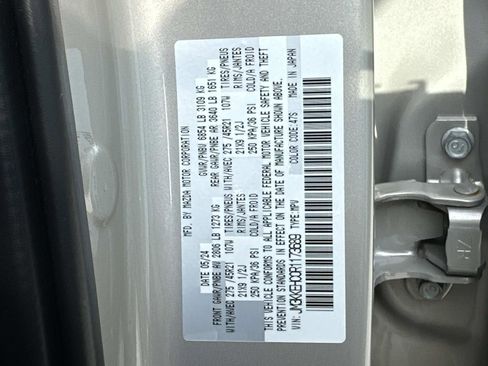 MFD. BY MAZDA MOTOR CORPORATION
DATE 05/24 GVWR/PNBV 6854 LB 3109 KG
FRONT GAWR/PNBE AV 2806 LB 1273 KG REAR GAWR/PNBE AR 3640 LB 1651 KG
WITH/AVEC 275 /45R21 107W TIRES/PNEUS WITH/AVEC 275 /45R21 107W TIRES/PNEUS
21X9 1/2J RIMS/JANTES 21X9 1/2J RIMS/JANTES
250 KPA/36 PSI COLD/A FROID 250 KPA/36 PSI COLD/A FROID
THIS VEHICLE CONFORMS TO ALL APPLICABLE FEDERAL MOTOR VEHICLE SAFETY AND THEFT
PREVENTION STANDARDS IN EFFECT ON THE DATE OF MANUFACTURE SHOWN ABOVE.
VIN: TYPE MPV COLOR CODE:47S MADE IN JAPAN